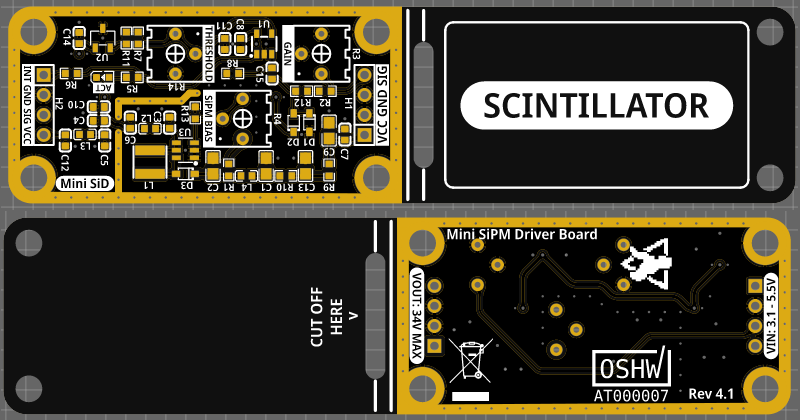 C14
U2
R11
R7
THRESHOLD
C11
C8
U1
GAIN
R3
R8
C15
R14
INT GND SIG VCC
R6
ACT
R5
H2
C10
C4
L3
C12
C5
C6
L2
C3
R13
U3
SiPM BIAS
R4
R12
R2
H1
VCC GND SIG
D2
D1
C9
C7
Mini SiD
L1
D3
C2
R1
L4
C1
R10
C13
R9
SCINTILLATOR
CUT OFF
HERE
V
Mini SiPM Driver Board
VOUT: 34V MAX
VIN: 3.1 - 5.5V
OSHW
AT000007
Rev 4.1